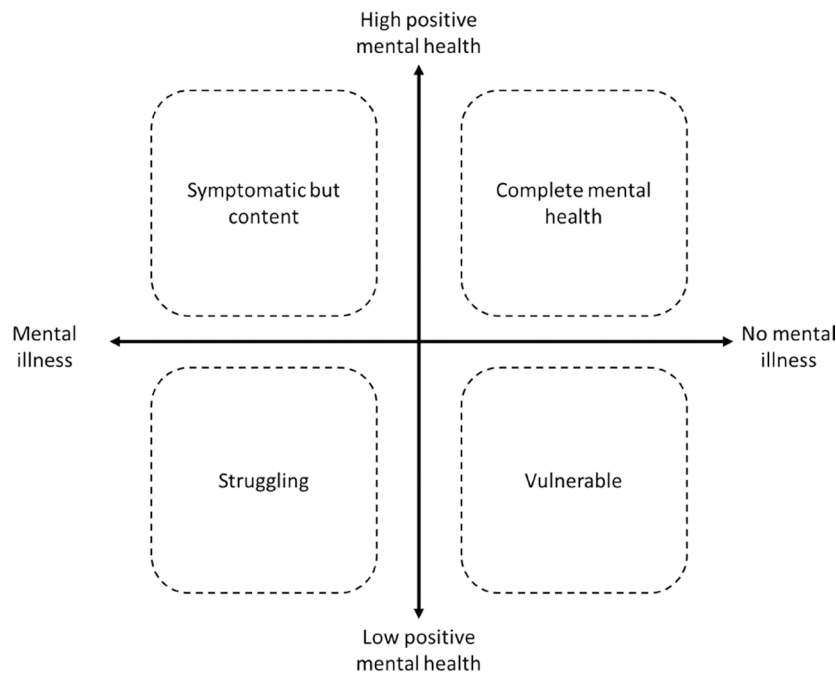 High positive
mental health
Symptomatic but
content
Complete mental
health
Mental
illness
No mental
illness
Struggling
Vulnerable
Low positive
mental health